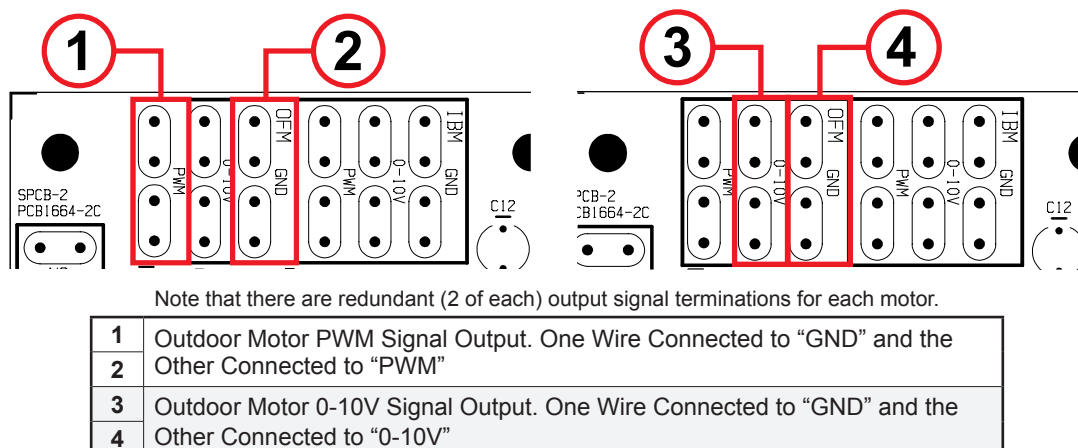 1
2
OFM
IBM
PWM
0-10V
GND
PWM
0-10V
GND
SPCB-2
PCB1664-2C
C12
3
4
OFM
IBM
PWM
0-10V
GND
PWM
0-10V
GND
PCB-2
CB1664-2C
C12
Note that there are redundant (2 of each) output signal terminations for each motor.
1
2
Outdoor Motor PWM Signal Output. One Wire Connected to “GND” and the
Other Connected to “PWM”
3
4
Outdoor Motor 0-10V Signal Output. One Wire Connected to “GND” and the
Other Connected to “0-10V”